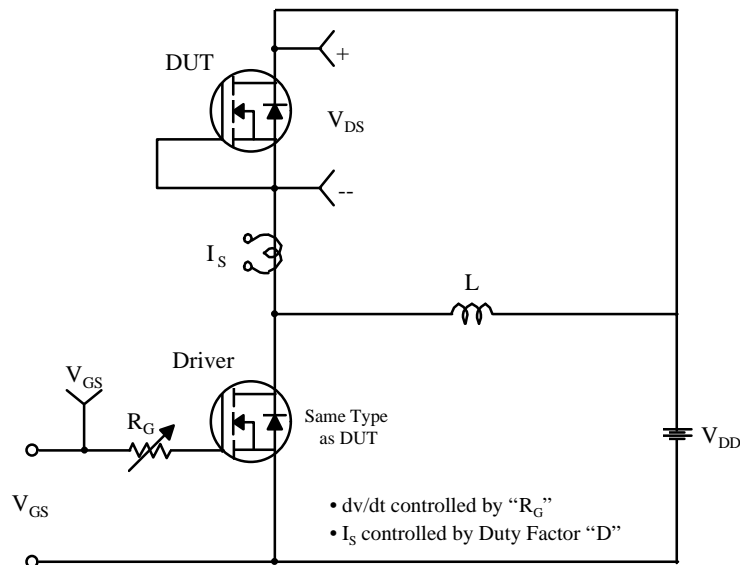 DUT
+
V_DS
--
I_S
L
Driver
V_GS
R_G
Same Type
as DUT
V_DD
V_GS
• dv/dt controlled by “R_G”
• I_S controlled by Duty Factor “D”